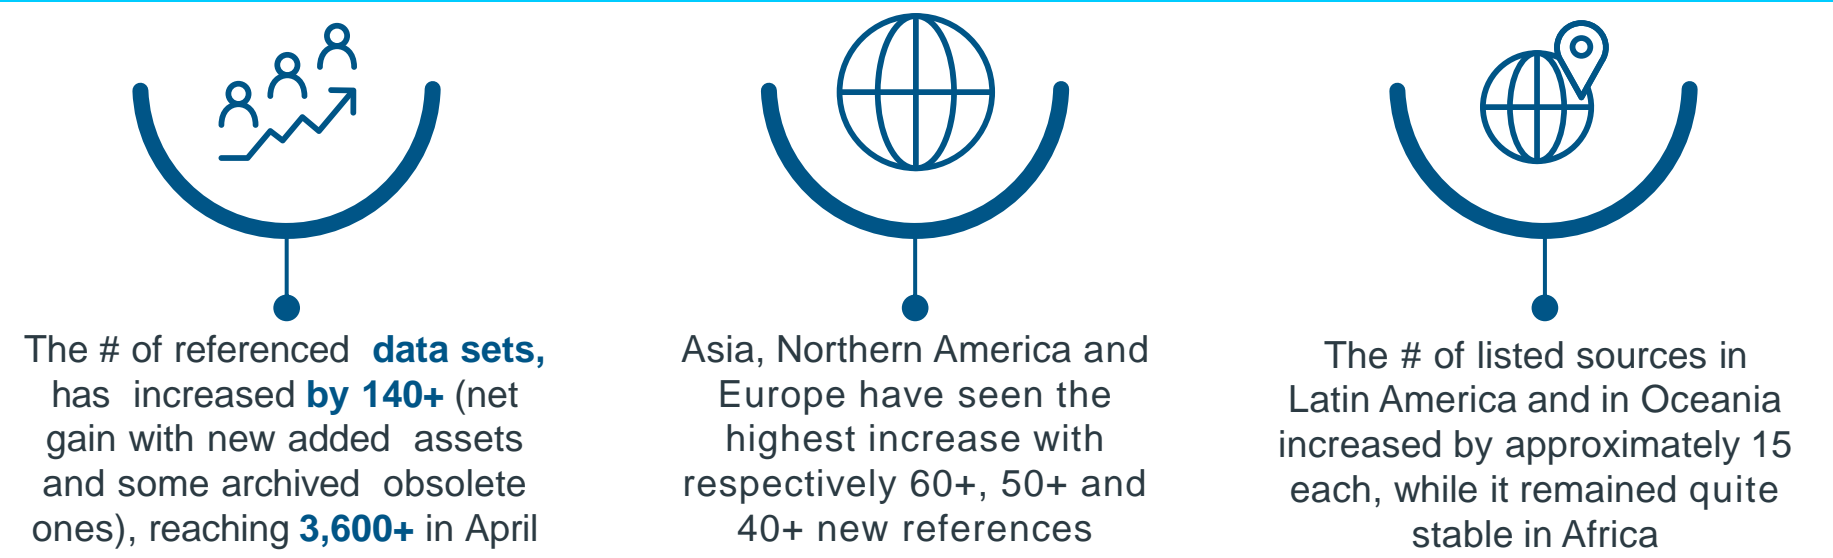 The # of referenced data sets,
has increased by 140+ (net
gain with new added assets
and some archived obsolete
ones), reaching 3,600+ in April
Asia, Northern America and
Europe have seen the
highest increase with
respectively 60+, 50+ and
40+ new references
The # of listed sources in
Latin America and in Oceania
increased by approximately 15
each, while it remained quite
stable in Africa